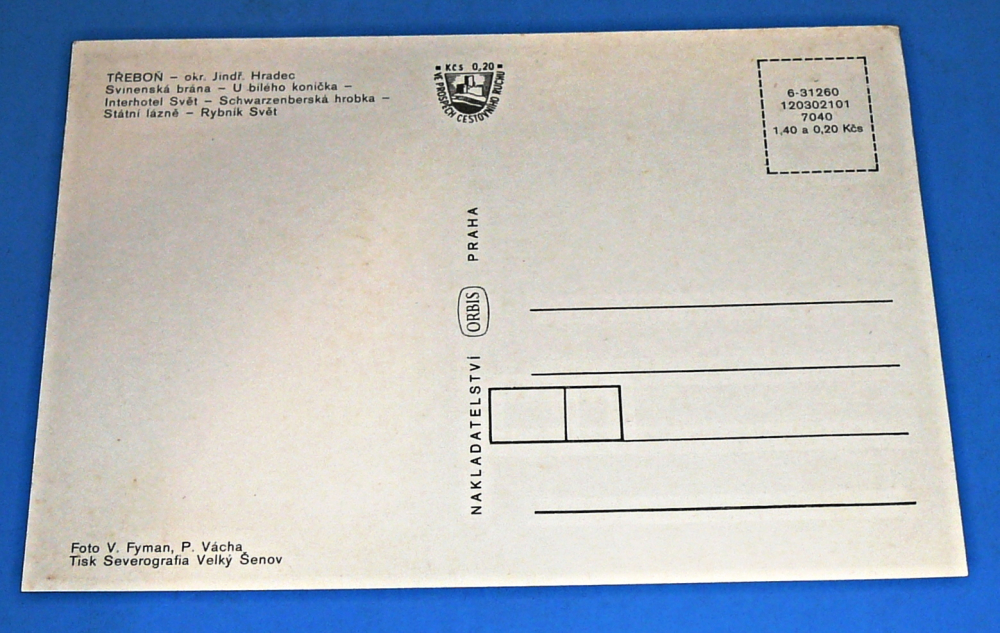 TŘEBOŇ – okr. Jindř. Hradec
Svinenská brána – U bílého konička –
Interhotel Svět – Schwarzenberská hrobka –
Státní lázně – Rybník Svět
Kčs 0,20
VE PROSPĚCH CESTOVNÍHO RUCHU
6-31260
120302101
7040
1,40 a 0,20 Kčs
NAKLADATELSTVÍ ORBIS PRAHA
Foto V. Fyman, P. Vácha
Tisk Severografia Velký Šenov